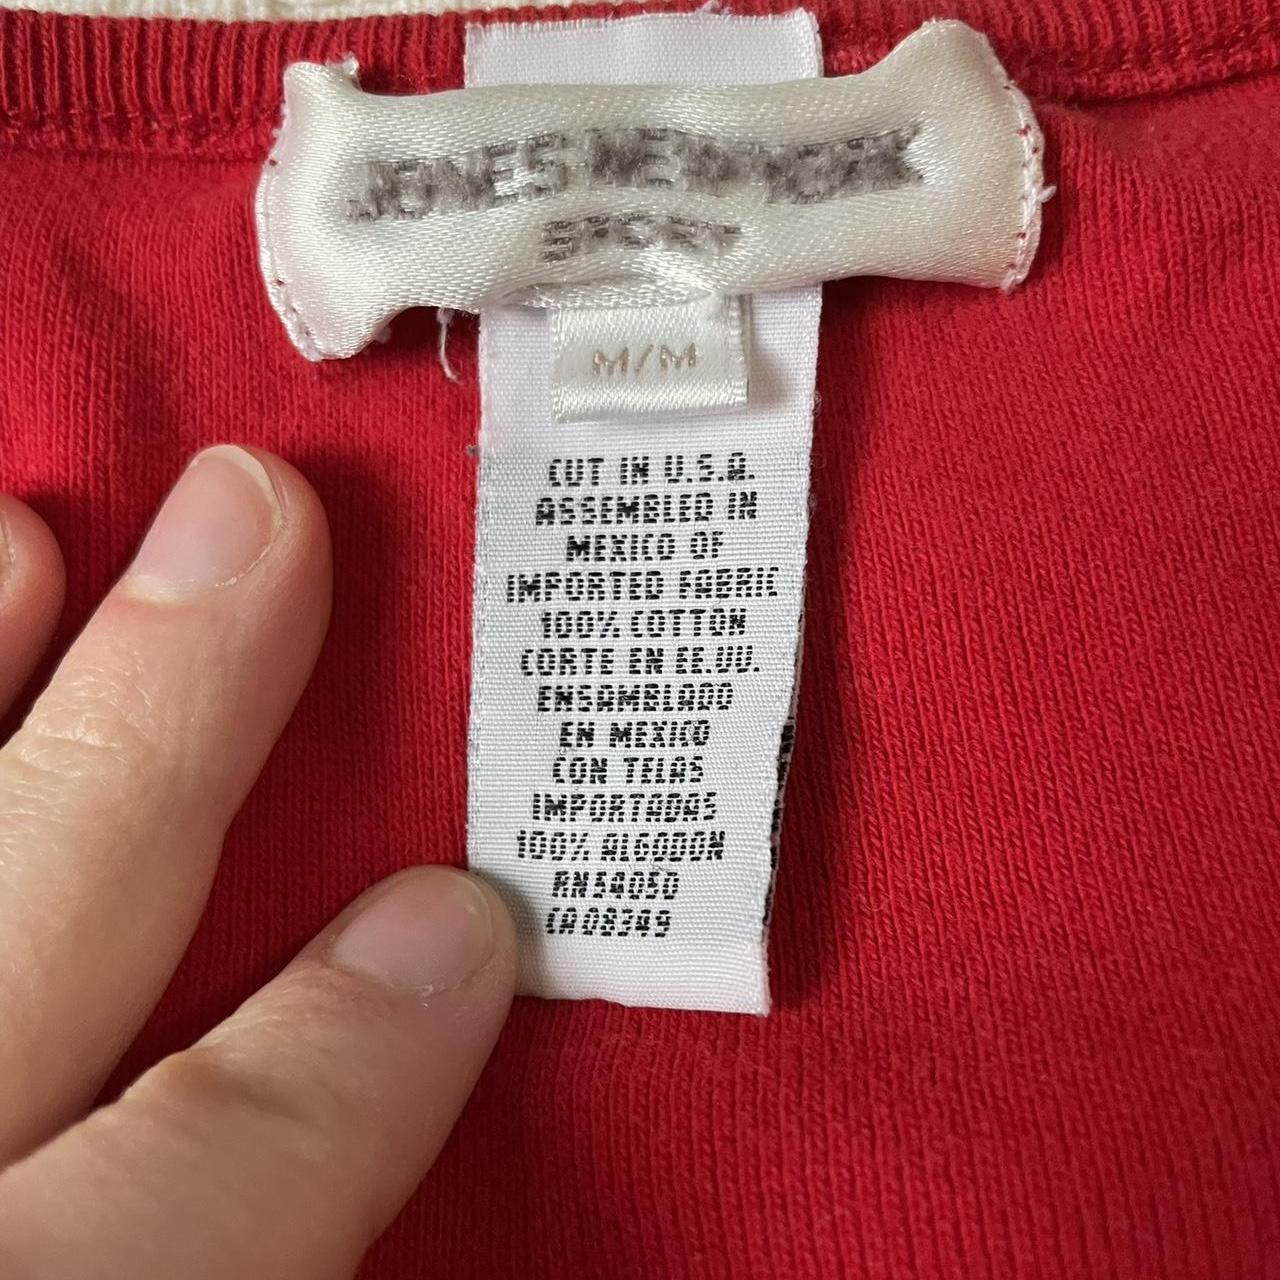 JONES NEW YORK
SPORT
M/M
CUT IN U.S.A.
ASSEMBLED IN
MEXICO OF
IMPORTED FABRIC
100% COTTON
CORTE EN EE.UU.
ENSAMBLADO
EN MEXICO
CON TELAS
IMPORTADAS
100% ALGODON
RN54050
CA08349